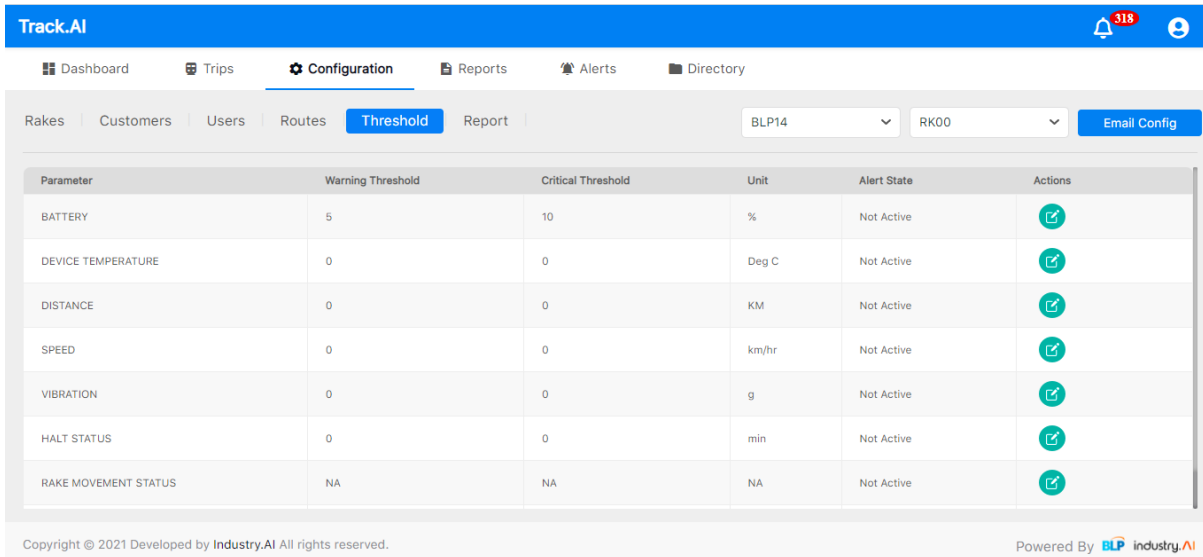 Track.AI 318
Dashboard Trips Configuration Reports Alerts Directory
Rakes Customers Users Routes Threshold Report BLP14 RK00 Email Config
Parameter Warning Threshold Critical Threshold Unit Alert State Actions
BATTERY 5 10 % Not Active
DEVICE TEMPERATURE 0 0 Deg C Not Active
DISTANCE 0 0 KM Not Active
SPEED 0 0 km/hr Not Active
VIBRATION 0 0 g Not Active
HALT STATUS 0 0 min Not Active
RAKE MOVEMENT STATUS NA NA NA Not Active
Copyright © 2021 Developed by Industry.AI All rights reserved. Powered By BLP industry.AI